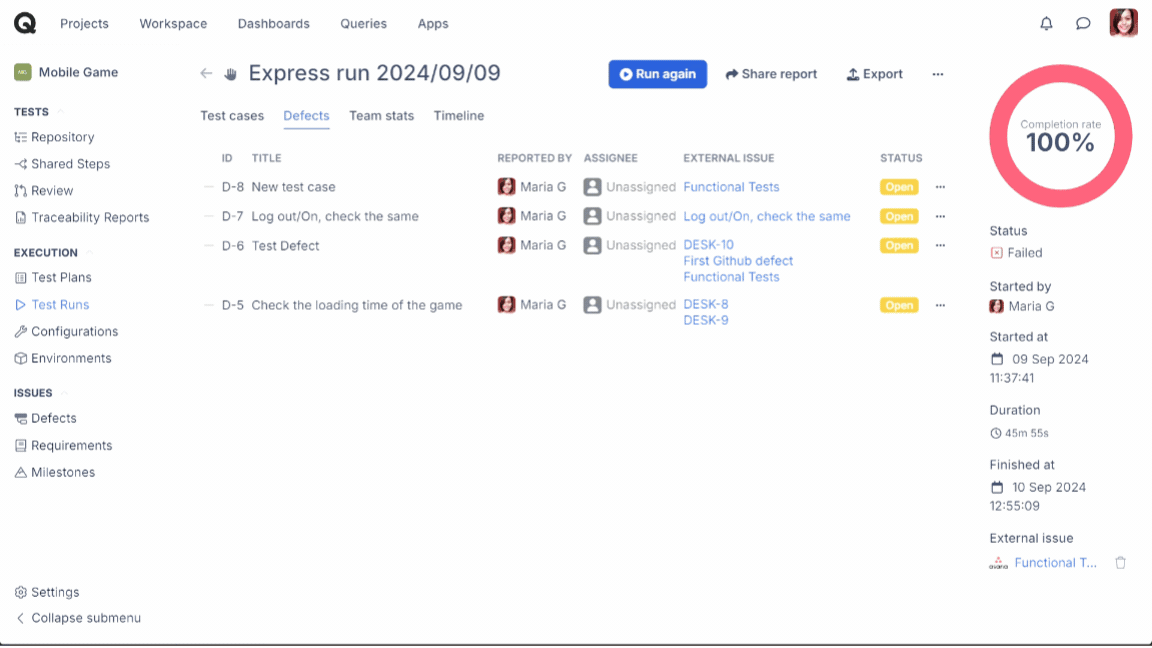 Projects Workspace Dashboards Queries Apps
MG
Mobile Game
TESTS
Repository
Shared Steps
Review
Traceability Reports
EXECUTION
Test Plans
Test Runs
Configurations
Environments
ISSUES
Defects
Requirements
Milestones
Settings
Collapse submenu
Express run 2024/09/09
Run again Share report Export
Test cases Defects Team stats Timeline
ID TITLE REPORTED BY ASSIGNEE EXTERNAL ISSUE STATUS
D-8 New test case Maria G Unassigned Functional Tests Open
D-7 Log out/On, check the same Maria G Unassigned Log out/On, check the same Open
D-6 Test Defect Maria G Unassigned DESK-10 Open
First Github defect
Functional Tests
D-5 Check the loading time of the game Maria G Unassigned DESK-8 Open
DESK-9
Completion rate
100%
Status
Failed
Started by
Maria G
Started at
09 Sep 2024
11:37:41
Duration
45m 55s
Finished at
10 Sep 2024
12:55:09
External issue
asana Functional T...